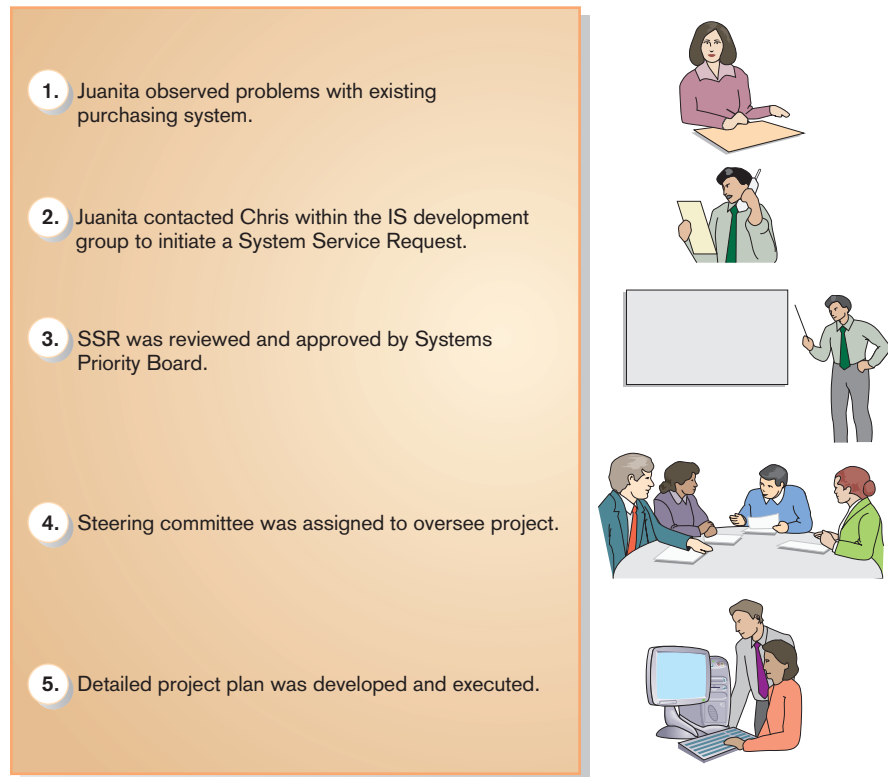 1. Juanita observed problems with existing
purchasing system.
2. Juanita contacted Chris within the IS development
group to initiate a System Service Request.
3. SSR was reviewed and approved by Systems
Priority Board.
4. Steering committee was assigned to oversee project.
5. Detailed project plan was developed and executed.